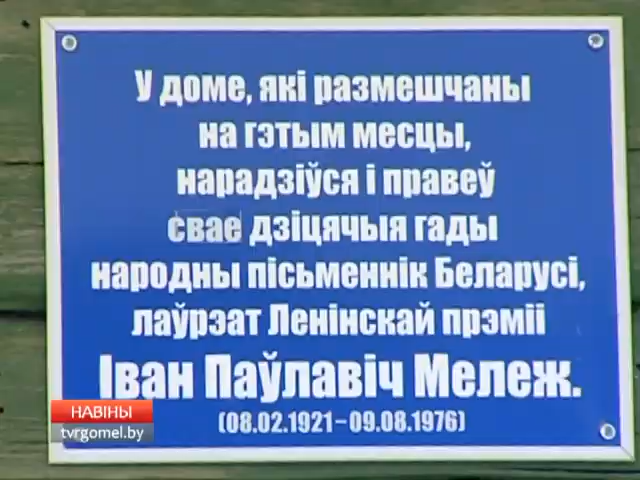 У доме, які размешчаны
на гэтым месцы,
нарадзіўся і правеў
свае дзіцячыя гады
народны пісьменнік Беларусі,
лаўрэат Ленінскай прэміі
Іван Паўлавіч Мележ.
(08.02.1921–09.08.1976)
НАВІНЫ
tvrgomel.by